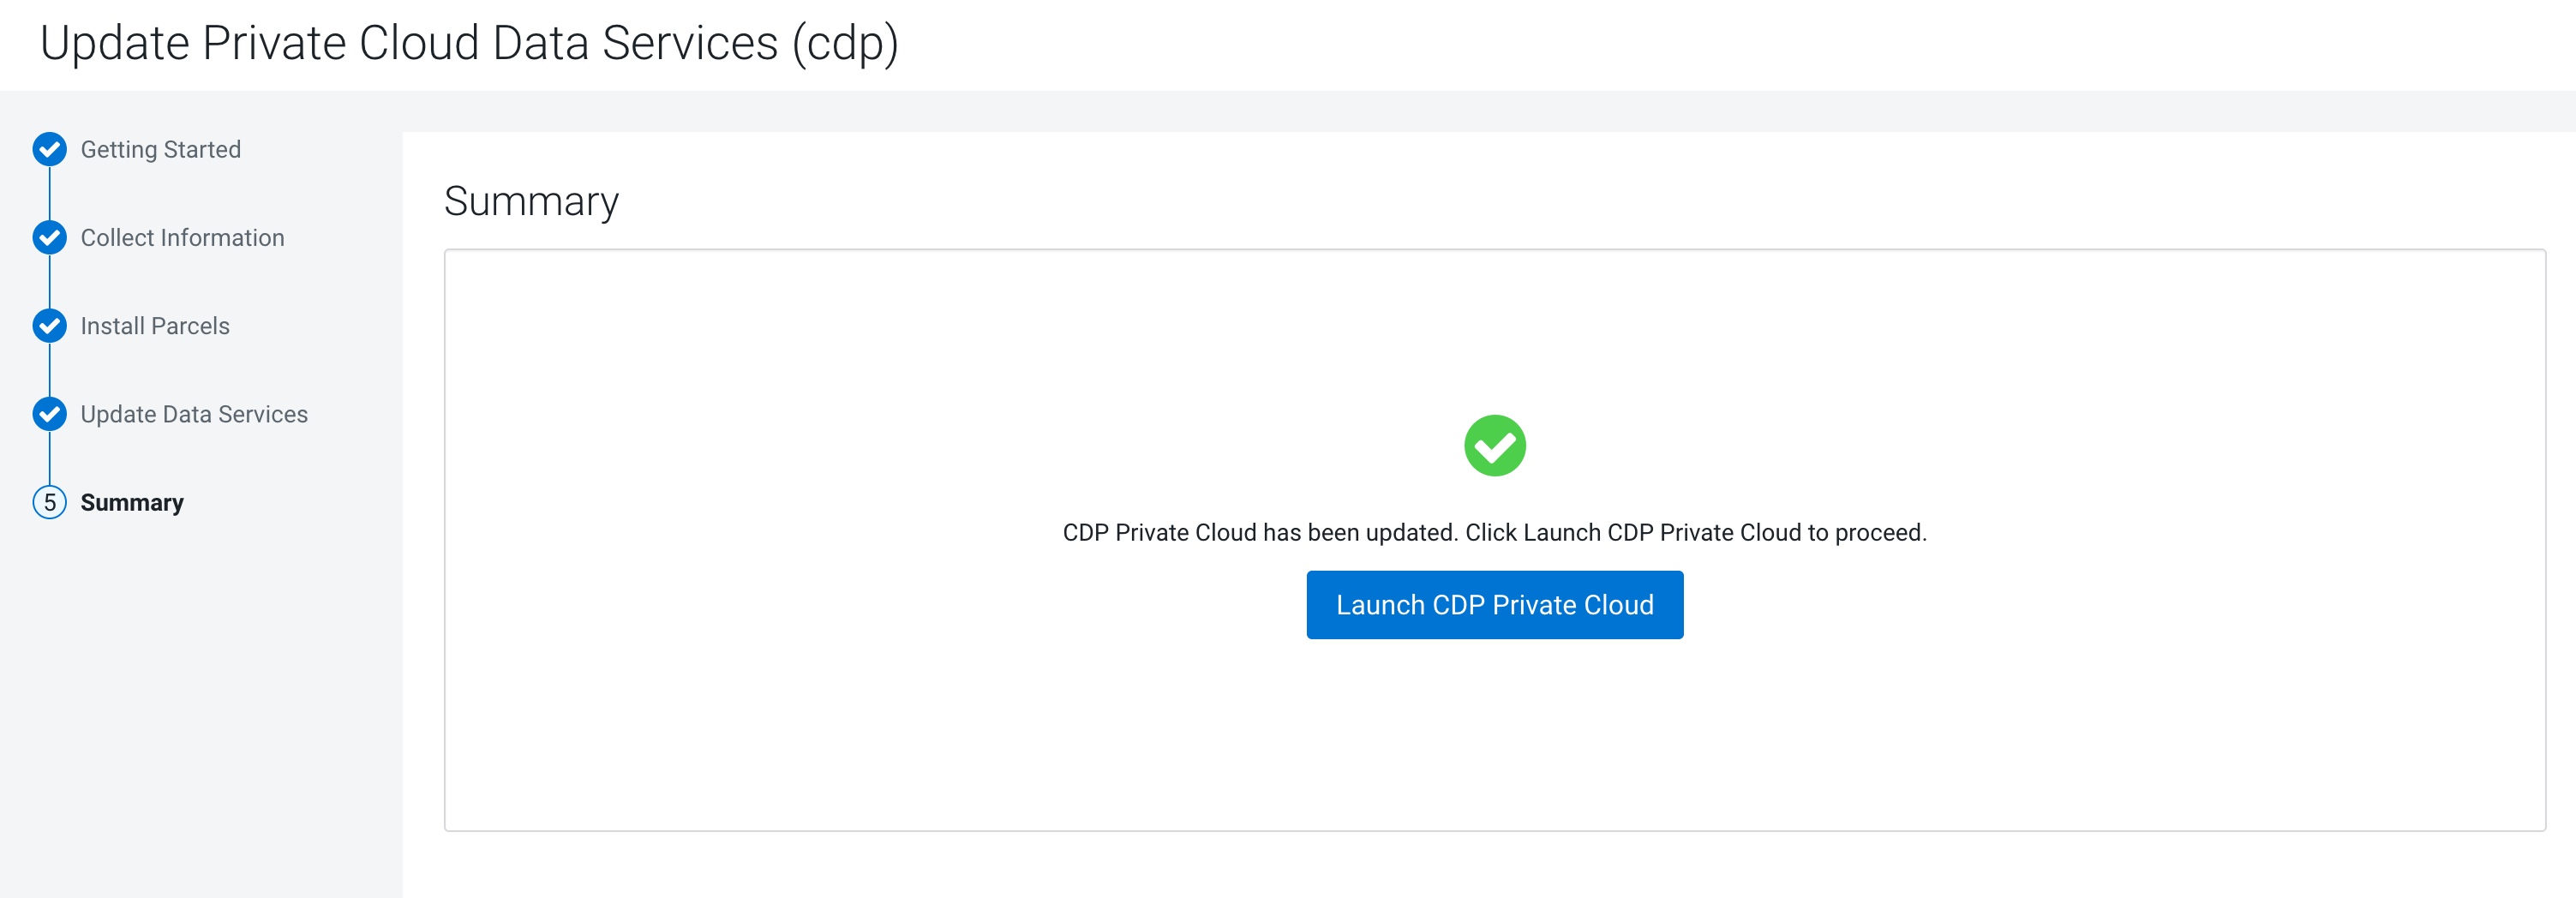 Update Private Cloud Data Services (cdp)
Getting Started
Collect Information
Install Parcels
Update Data Services
5 Summary
Summary
CDP Private Cloud has been updated. Click Launch CDP Private Cloud to proceed.
Launch CDP Private Cloud